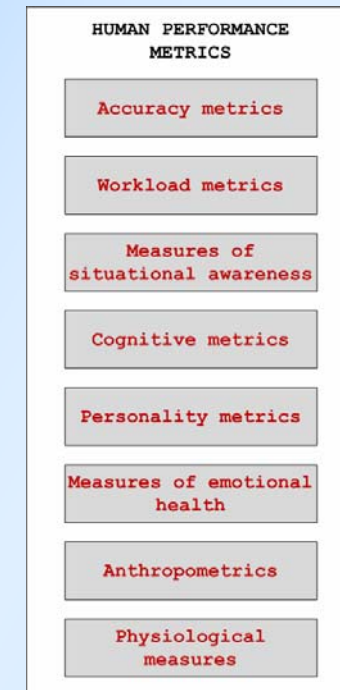 HUMAN PERFORMANCE
METRICS
Accuracy metrics
Workload metrics
Measures of
situational awareness
Cognitive metrics
Personality metrics
Measures of emotional
health
Anthropometrics
Physiological
measures